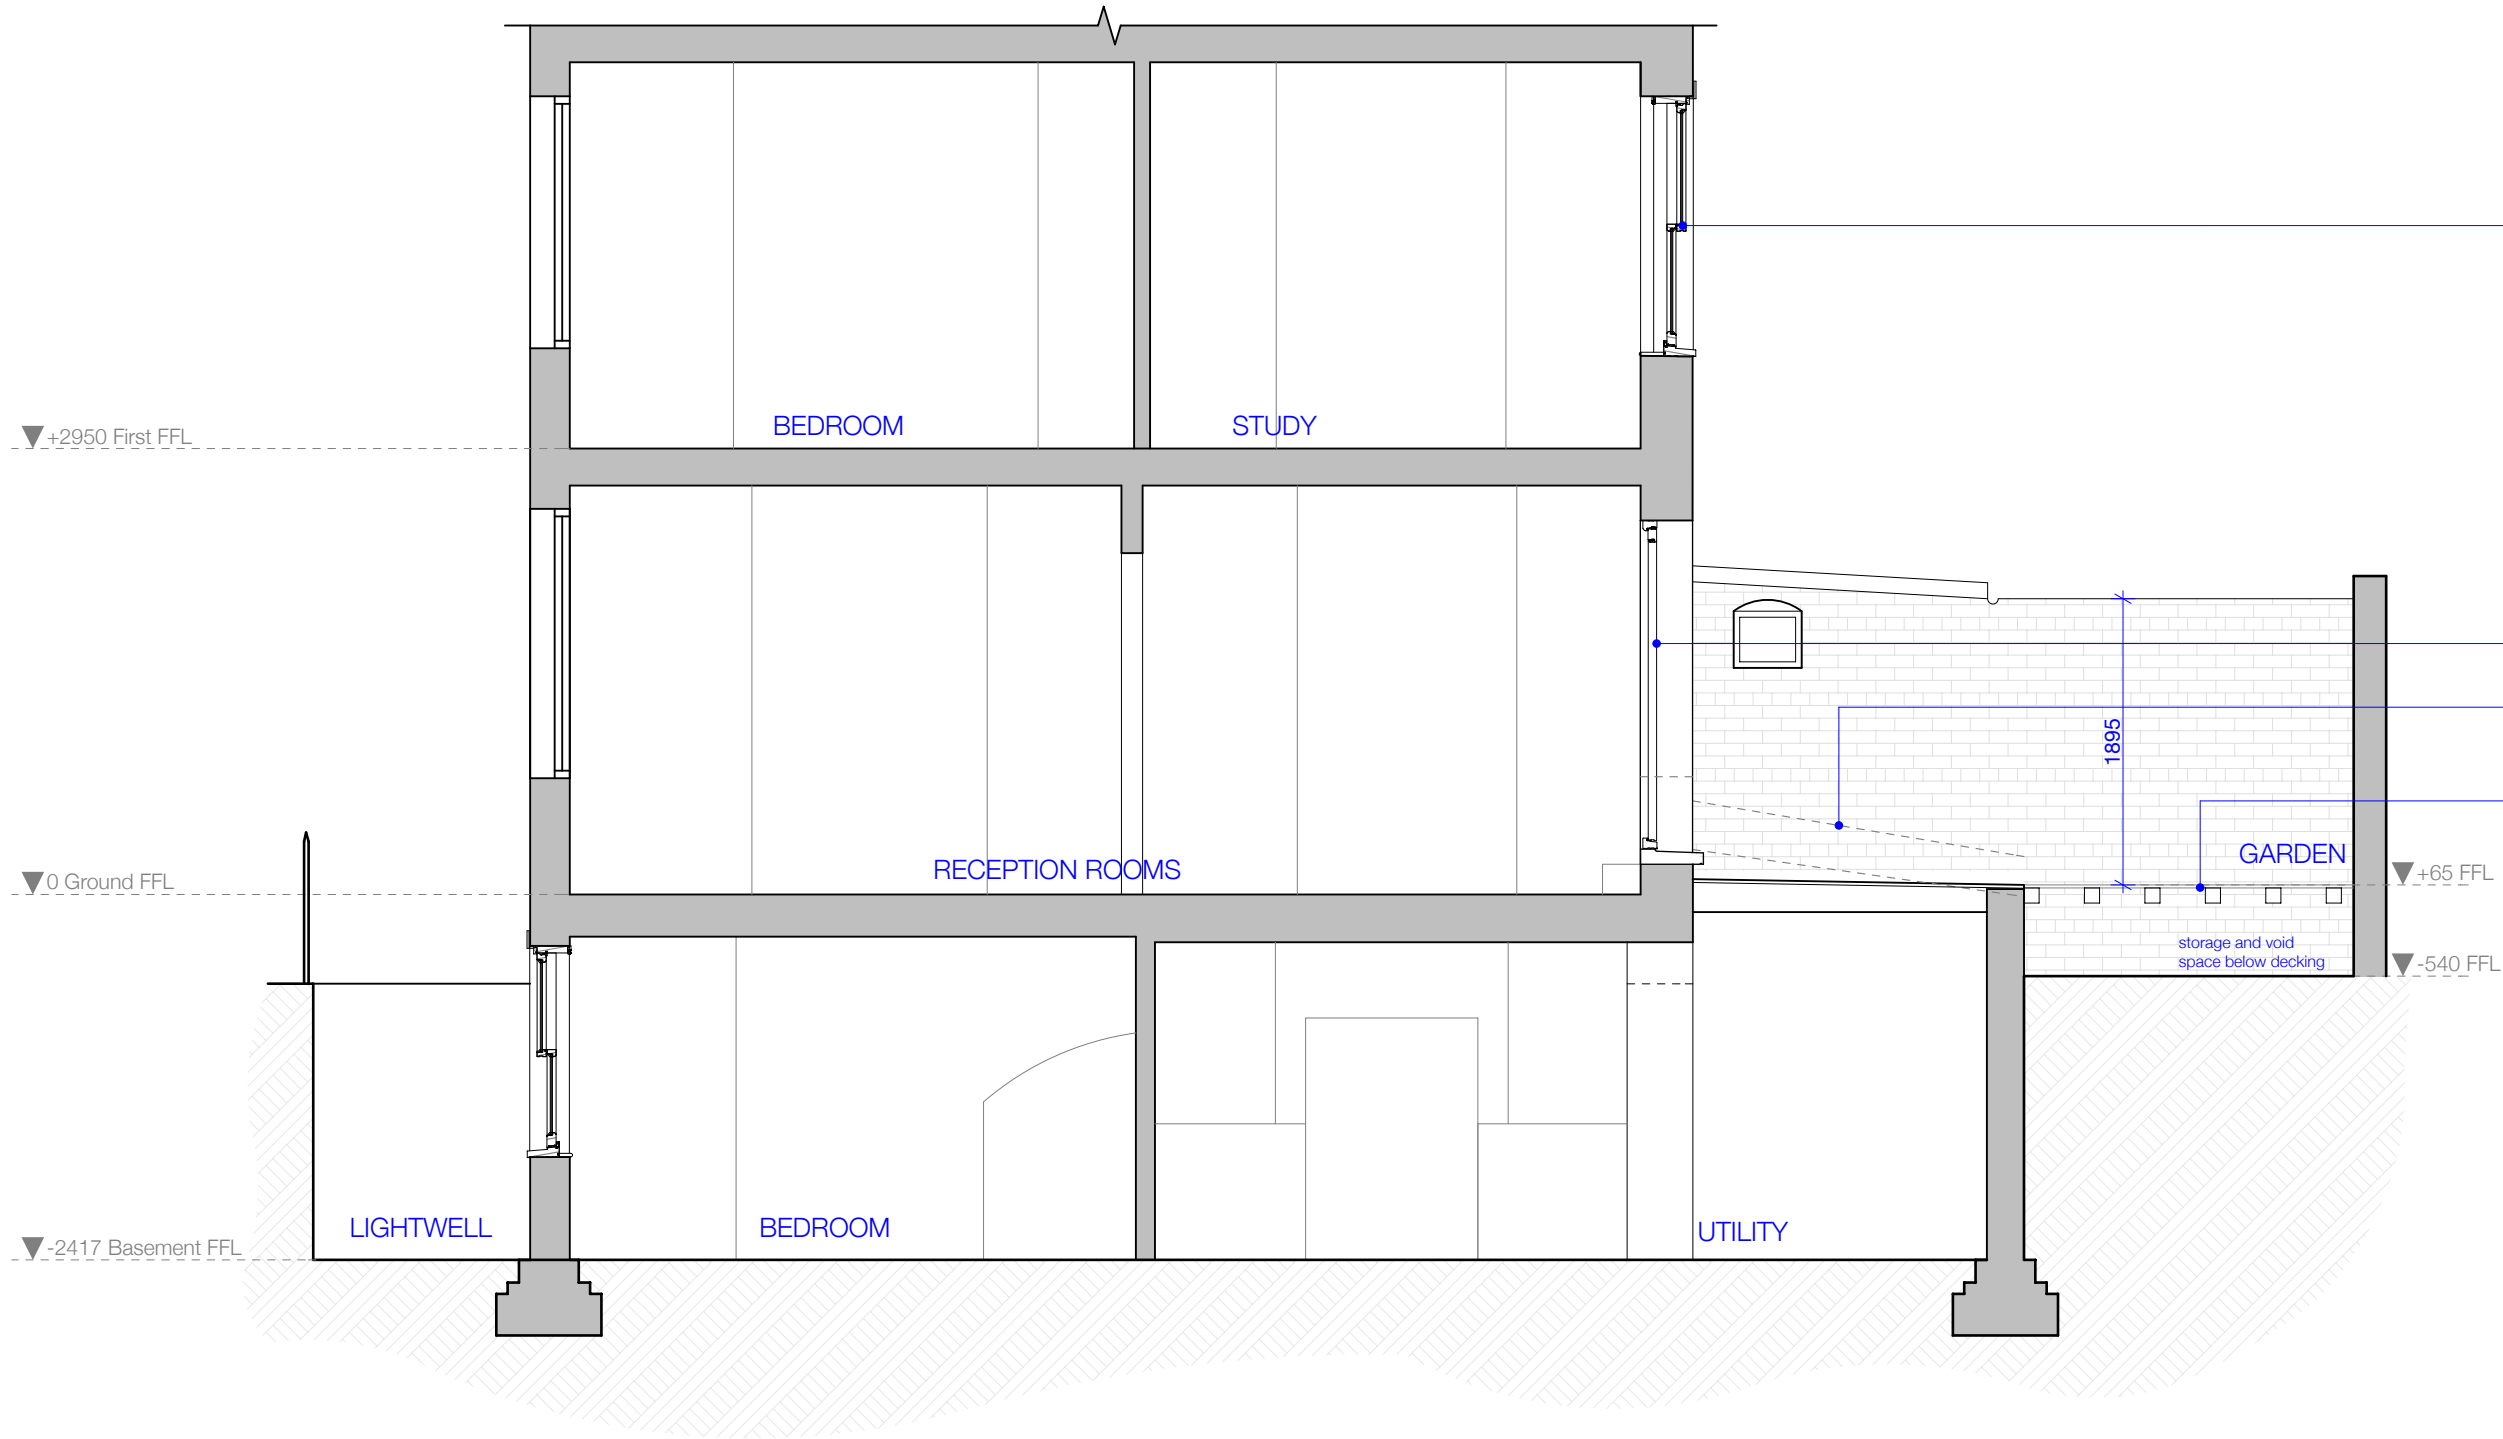 BEDROOM
STUDY
+2950 First FFL
1895
RECEPTION ROOMS
GARDEN
0 Ground FFL
+65 FFL
storage and void
space below decking
-540 FFL
LIGHTWELL
BEDROOM
UTILITY
-2417 Basement FFL